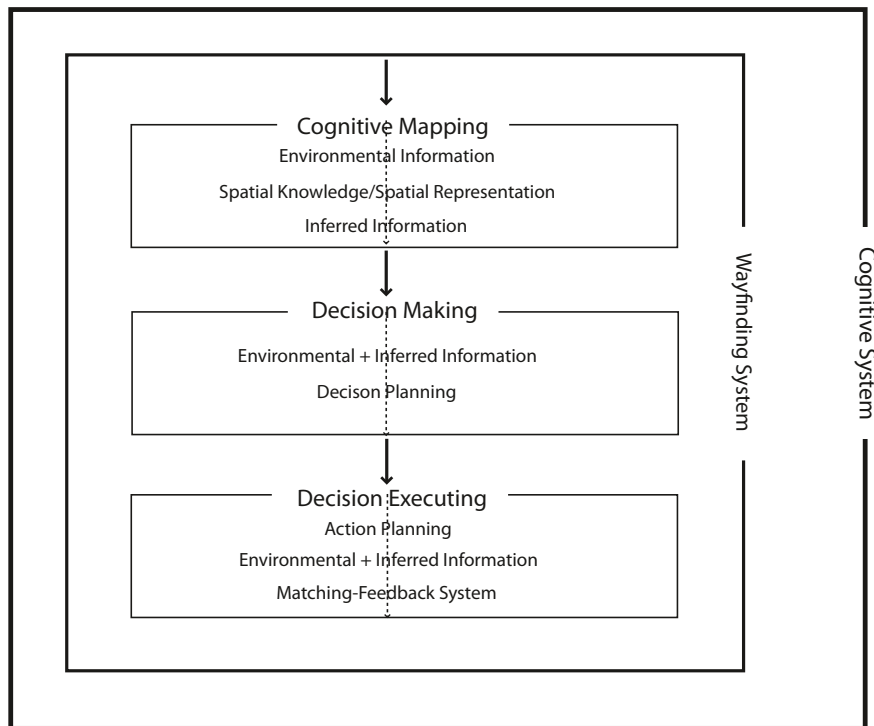 Cognitive Mapping
Environmental Information
Spatial Knowledge/Spatial Representation
Inferred Information
Decision Making
Environmental + Inferred Information
Decison Planning
Decision Executing
Action Planning
Environmental + Inferred Information
Matching-Feedback System
Wayfinding System
Cognitive System